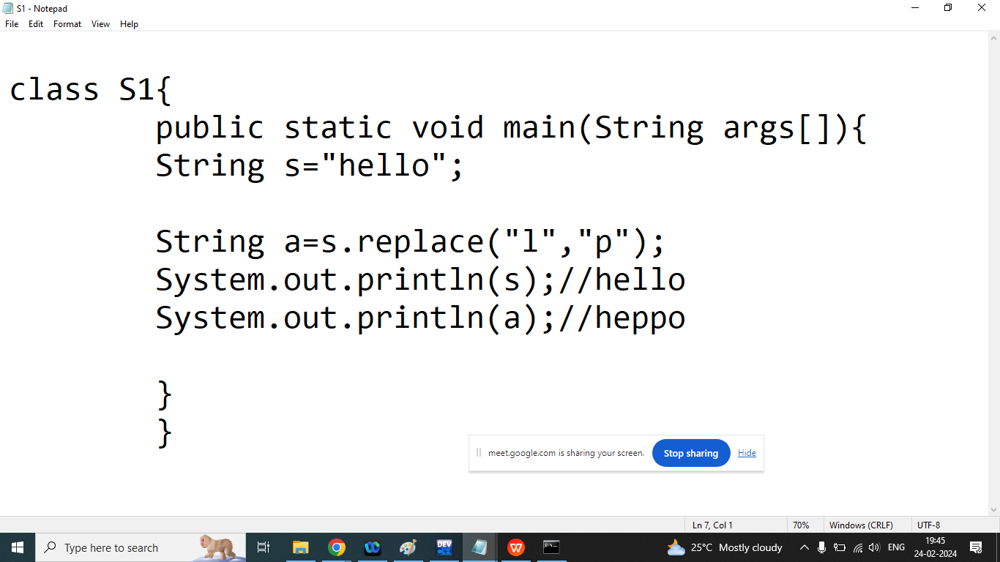 S1 - Notepad
File Edit Format View Help
class S1{
public static void main(String args[]){
String s="hello";
String a=s.replace("l","p");
System.out.println(s);//hello
System.out.println(a);//heppo
}
}
meet.google.com is sharing your screen. Stop sharing Hide
Ln 7, Col 1 70% Windows (CRLF) UTF-8
Type here to search DEV 25°C Mostly cloudy ENG 19:45
24-02-2024